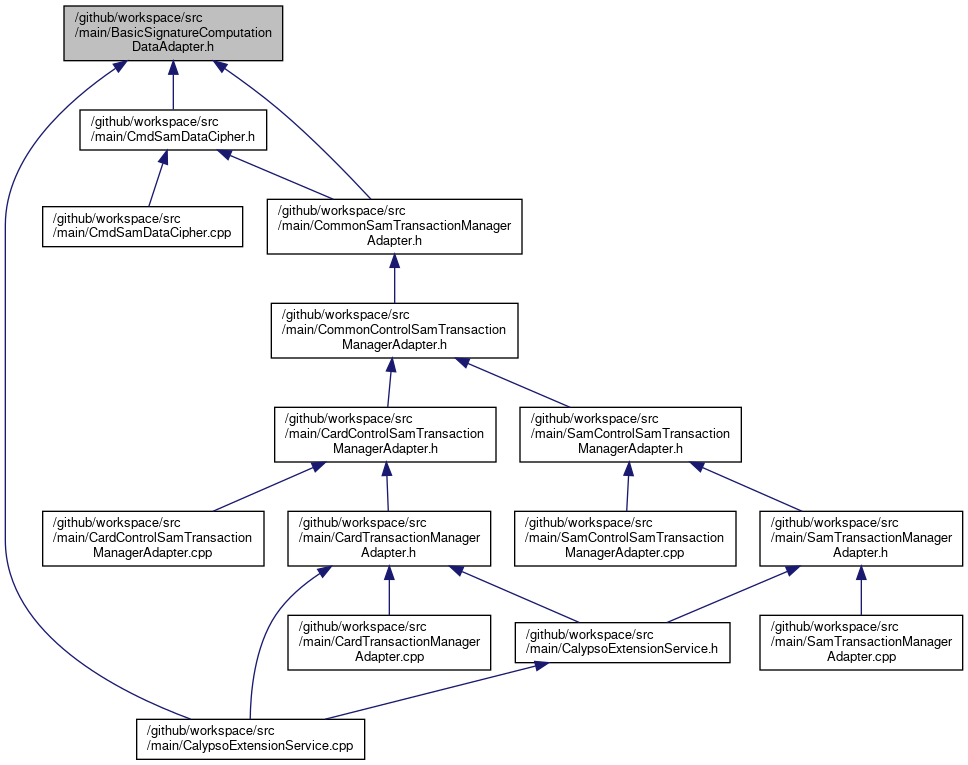 /github/workspace/src
/main/BasicSignatureComputation
DataAdapter.h
/github/workspace/src
/main/CmdSamDataCipher.h
/github/workspace/src
/main/CmdSamDataCipher.cpp
/github/workspace/src
/main/CommonSamTransactionManager
Adapter.h
/github/workspace/src
/main/CommonControlSamTransaction
ManagerAdapter.h
/github/workspace/src
/main/CardControlSamTransaction
ManagerAdapter.h
/github/workspace/src
/main/SamControlSamTransaction
ManagerAdapter.h
/github/workspace/src
/main/CardControlSamTransaction
ManagerAdapter.cpp
/github/workspace/src
/main/CardTransactionManager
Adapter.h
/github/workspace/src
/main/SamControlSamTransaction
ManagerAdapter.cpp
/github/workspace/src
/main/SamTransactionManager
Adapter.h
/github/workspace/src
/main/CardTransactionManager
Adapter.cpp
/github/workspace/src
/main/CalypsoExtensionService.h
/github/workspace/src
/main/SamTransactionManager
Adapter.cpp
/github/workspace/src
/main/CalypsoExtensionService.cpp